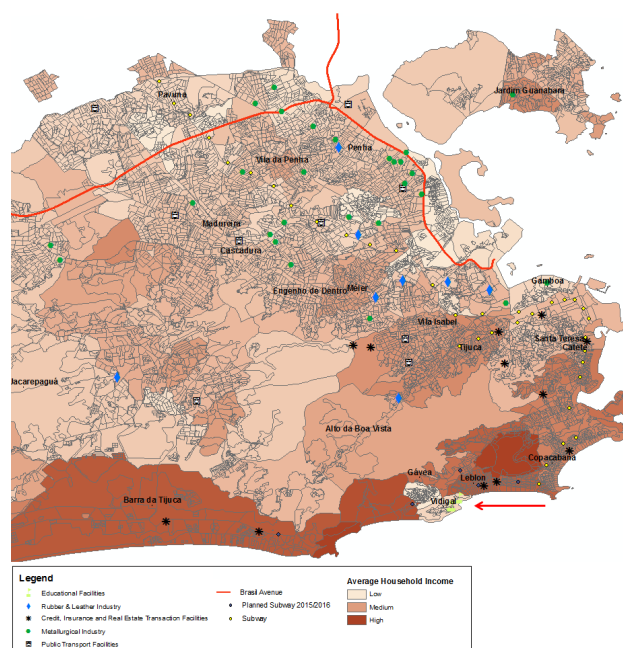 Pavuna
Jardim Guanabara
Penha
Vila da Penha
Madureira
Cascadura
Engenho de Dentro
Méier
Gamboa
Vila Isabel
Santa Teresa
Tijuca
Catete
Jacarepaguá
Alto da Boa Vista
Copacabana
Gávea
Leblon
Barra da Tijuca
Vidigal
Legend
Educational Facilities
Rubber & Leather Industry
Credit, Insurance and Real Estate Transaction Facilities
Metallurgical Industry
Public Transport Facilities
Brasil Avenue
Planned Subway 2015/2016
Subway
Average Household Income
Low
Medium
High